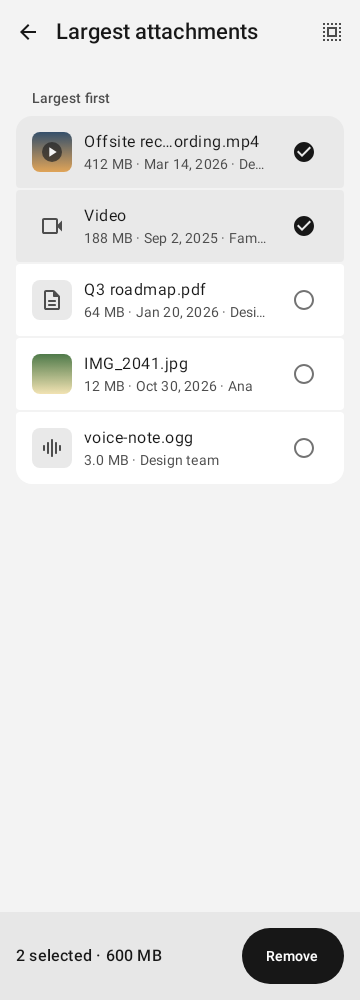 Largest attachments
Largest first
Offsite rec…ording.mp4
412 MB · Mar 14, 2026 · De…
Video
188 MB · Sep 2, 2025 · Fam…
Q3 roadmap.pdf
64 MB · Jan 20, 2026 · Desi…
IMG_2041.jpg
12 MB · Oct 30, 2026 · Ana
voice-note.ogg
3.0 MB · Design team
2 selected · 600 MB
Remove